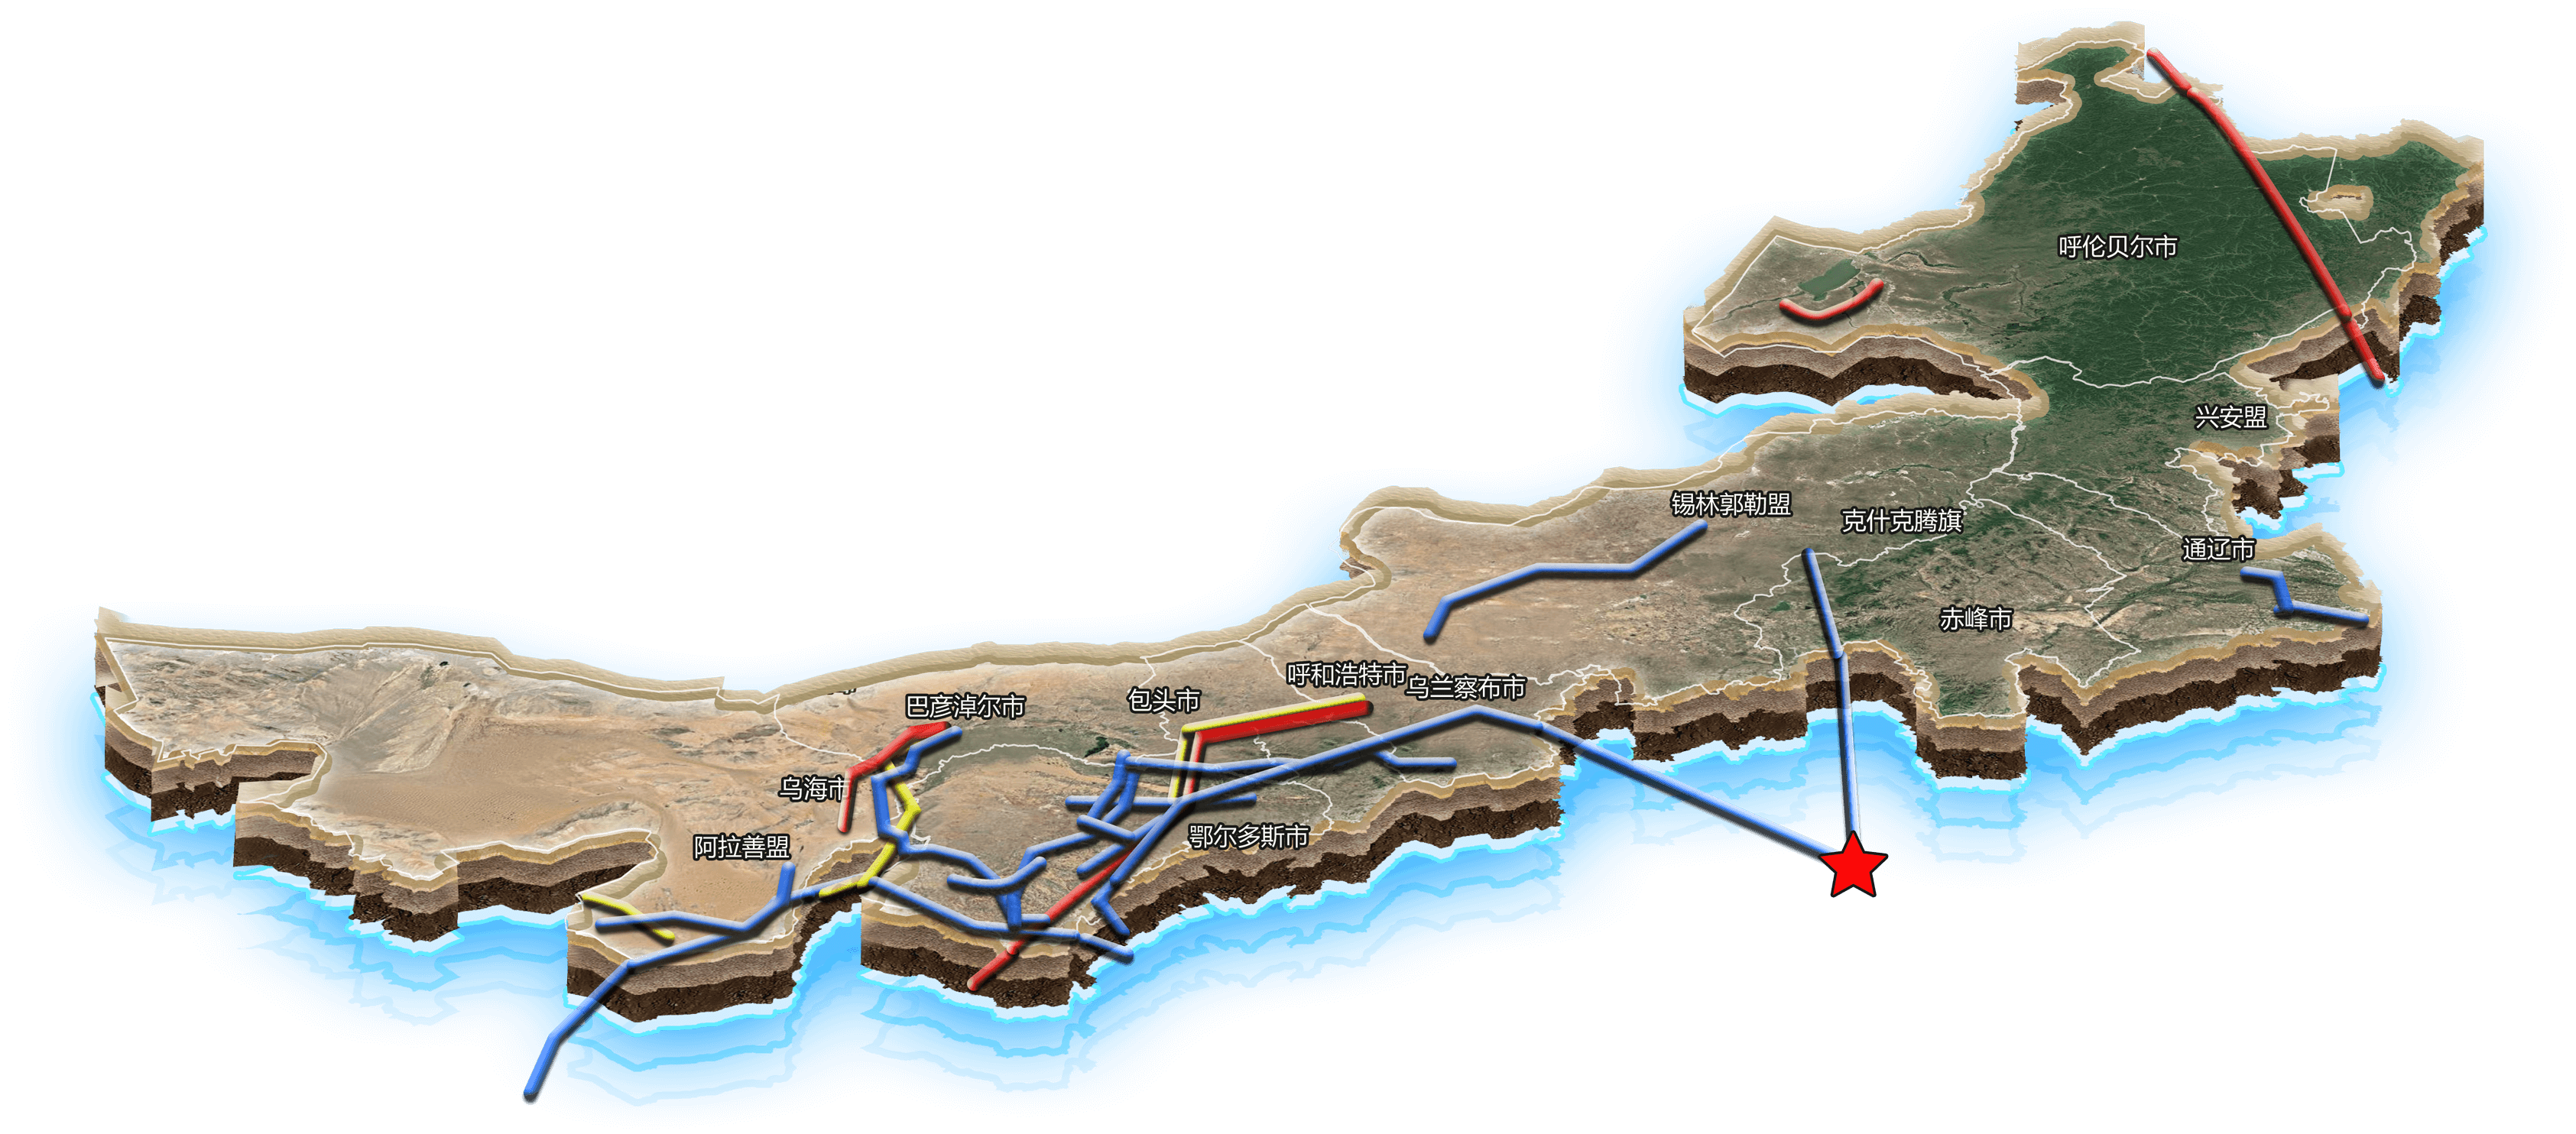 呼伦贝尔市
兴安盟
锡林郭勒盟
克什克腾旗
通辽市
赤峰市
呼和浩特市
乌兰察布市
包头市
巴彦淖尔市
乌海市
鄂尔多斯市
阿拉善盟